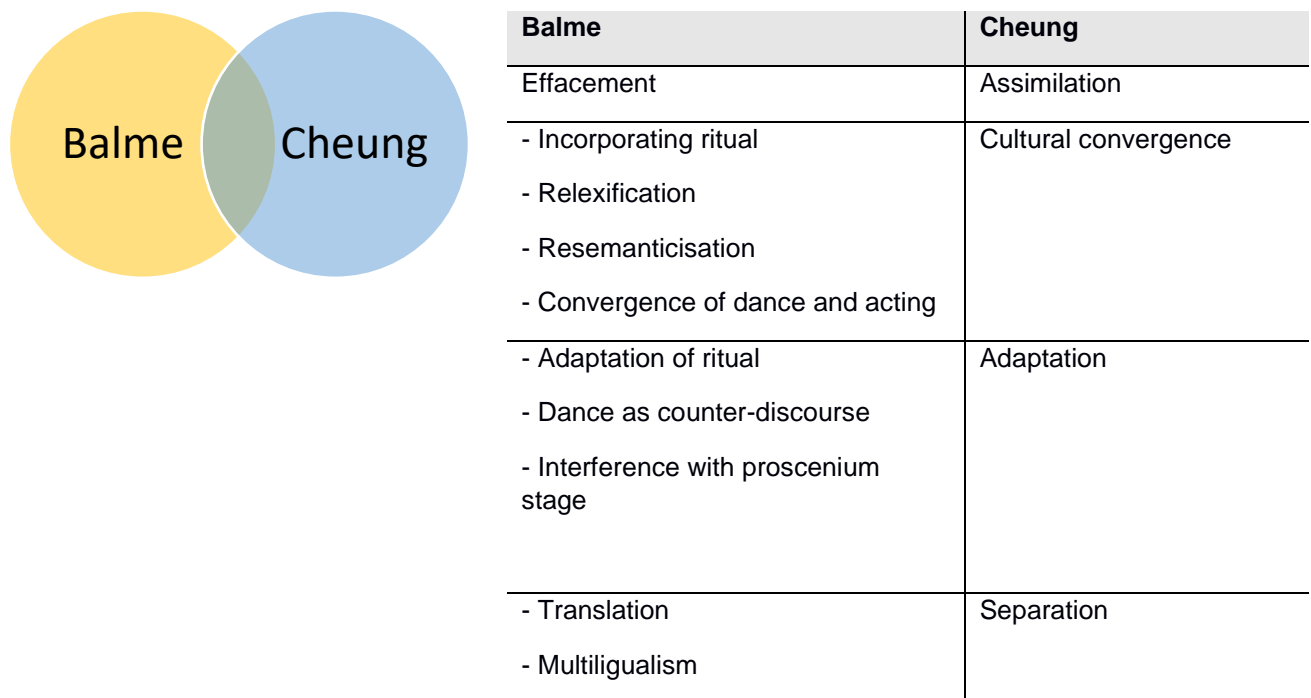 Balme
Cheung
Balme
Cheung
Effacement
Assimilation
- Incorporating ritual
- Relexification
- Resemanticisation
- Convergence of dance and acting
Cultural convergence
- Adaptation of ritual
- Dance as counter-discourse
- Interference with proscenium
stage
Adaptation
- Translation
- Multiligualism
Separation